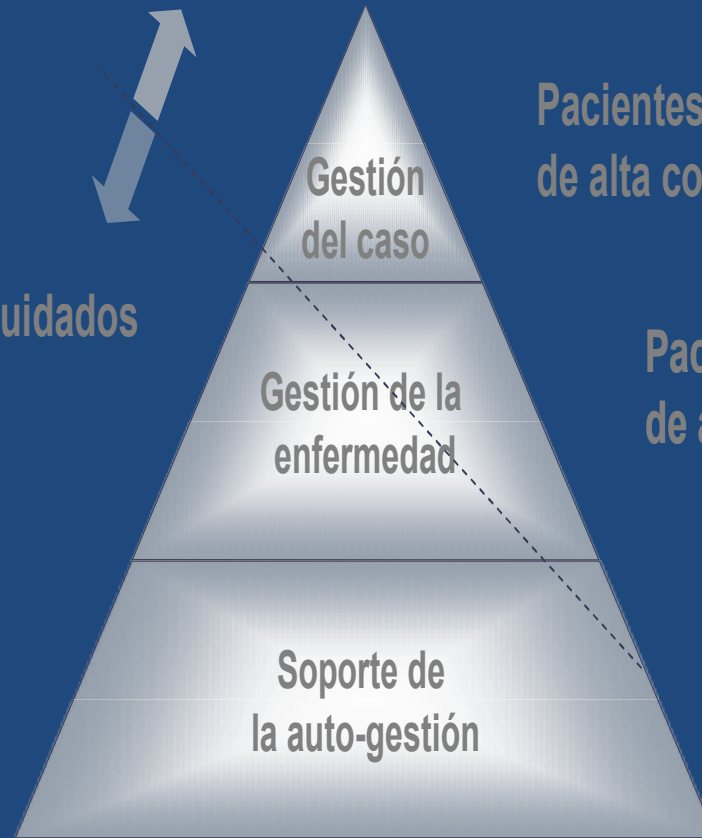 Pacientes
de alta co
Gestión
del caso
uidados
Pac
de a
Gestión de la
enfermedad
Soporte de
la auto-gestión